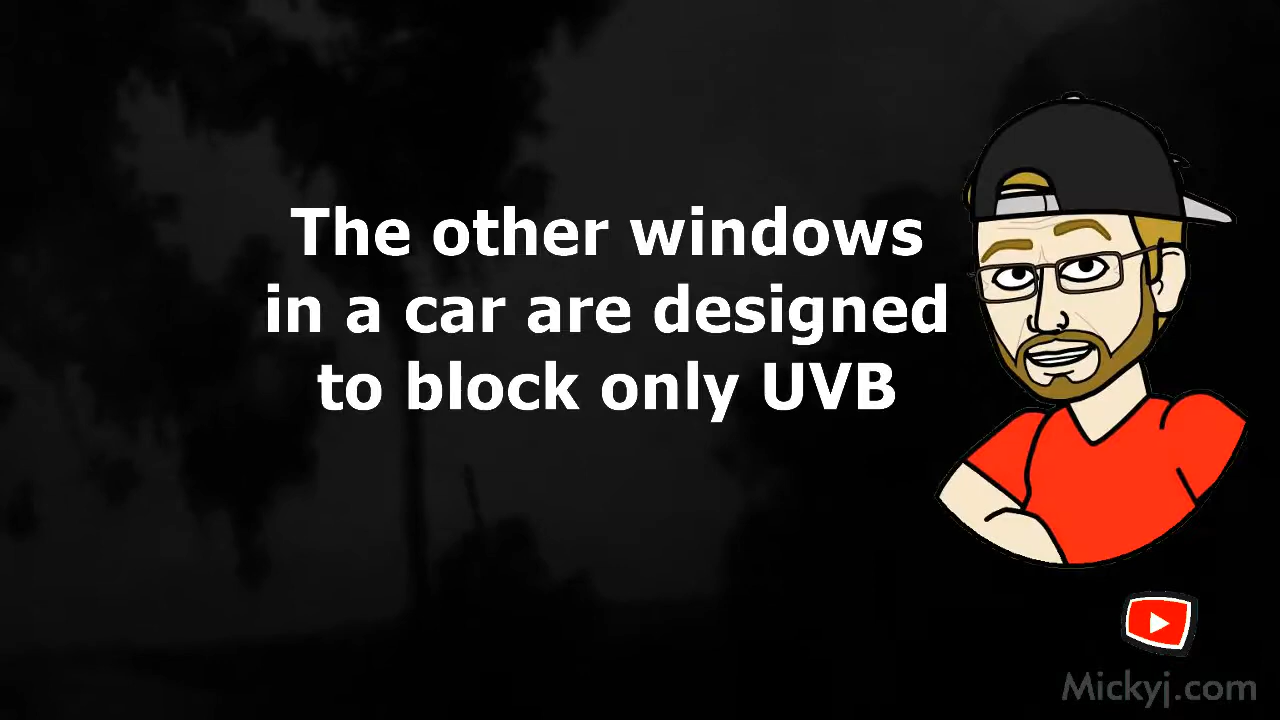 The other windows
in a car are designed
to block only UVB
Mickyj.com